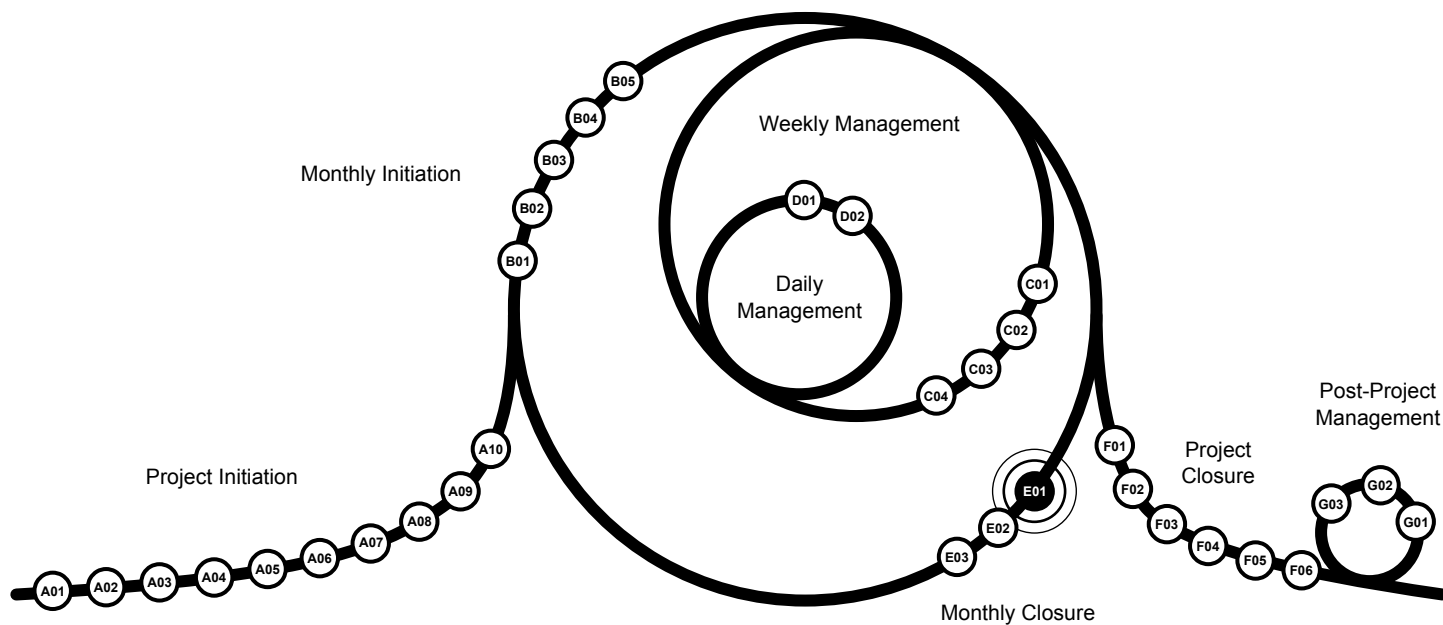 B05
B04
Weekly Management
B03
Monthly Initiation
D01
B02
D02
B01
C01
Daily
Management
C02
C03
C04
Post-Project
Management
A10
F01
Project Initiation
Project
Closure
A09
E01
F02
G02
G03
G01
A08
E02
F03
A07
F04
A06
E03
F05
A05
F06
A04
A03
A02
A01
Monthly Closure